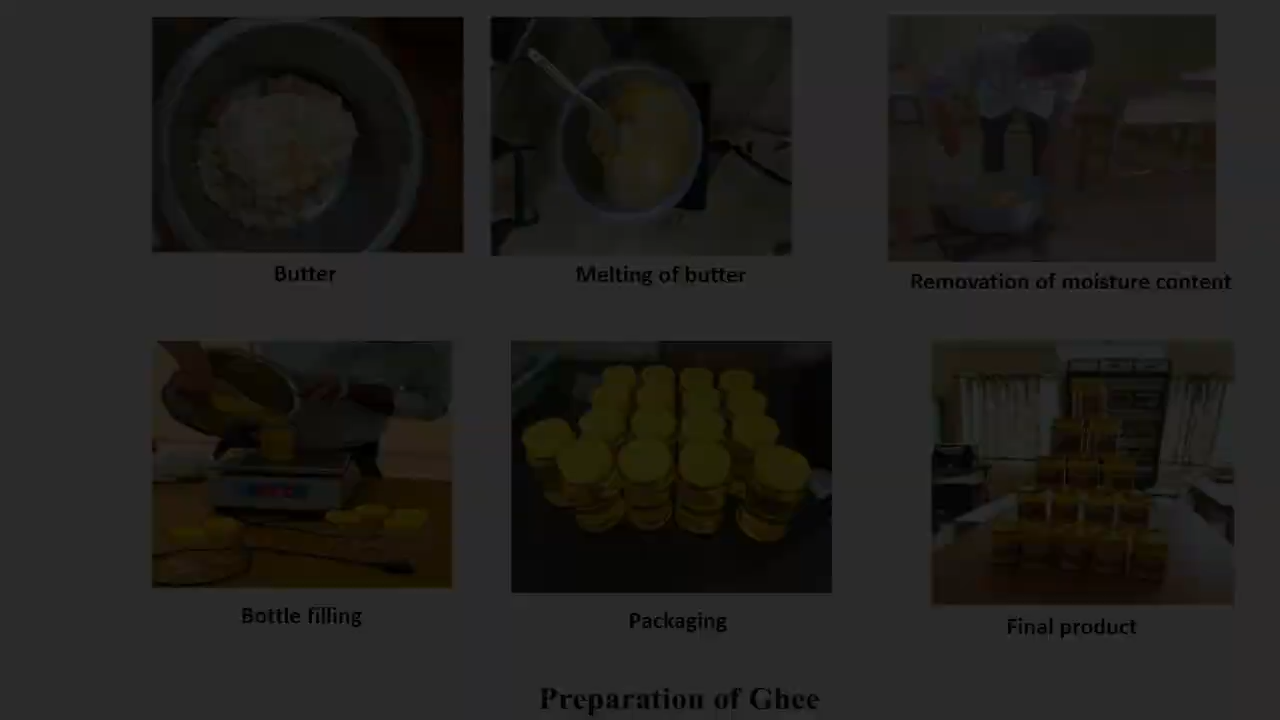 Butter
Melting of butter
Removation of moisture content
Bottle filling
Packaging
Final product
Preparation of Ghee